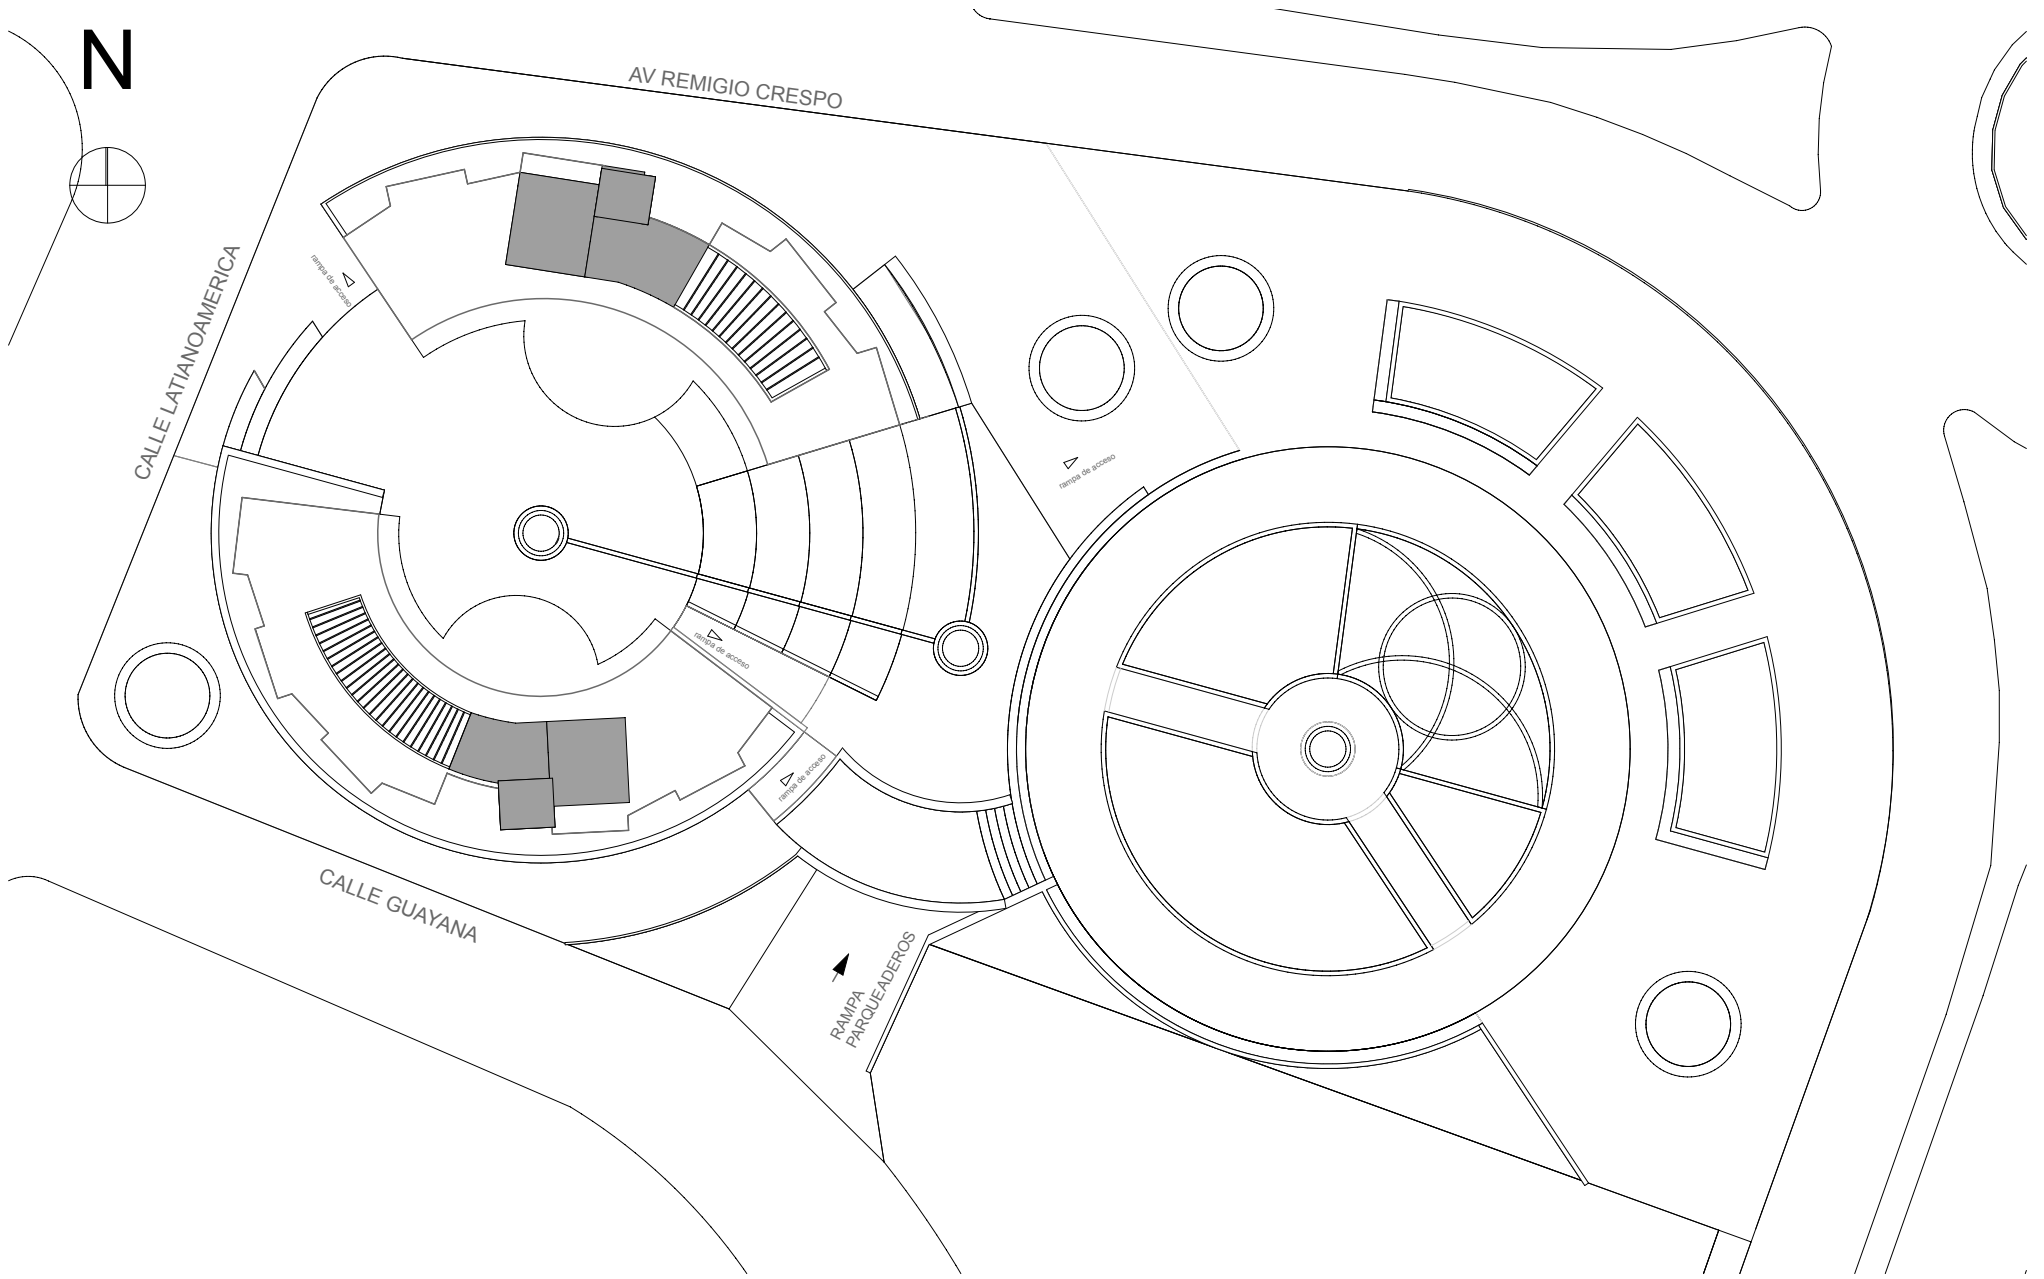 N
AV REMIGIO CRESPO
CALLE LATIANOAMERICA
rampa de acceso
rampa de acceso
rampa de acceso
rampa de acceso
CALLE GUAYANA
RAMPA
PARQUEADEROS